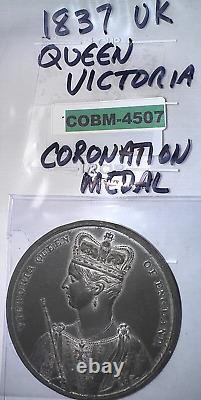 1837 UK
QUEEN
VICTORIA
COBM-4507
CORONATION
MEDAL
VICTORIA QUEEN OF ENGLAND